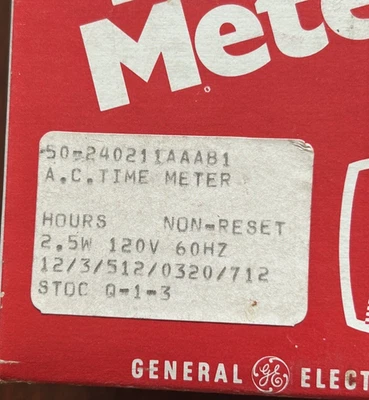 Mete
50-240211AAAB1
A.C.TIME METER
HOURS NON-RESET
2.5W 120V 60HZ
12/3/512/0320/712
STOC Q-1-3
GENERAL GE ELECT